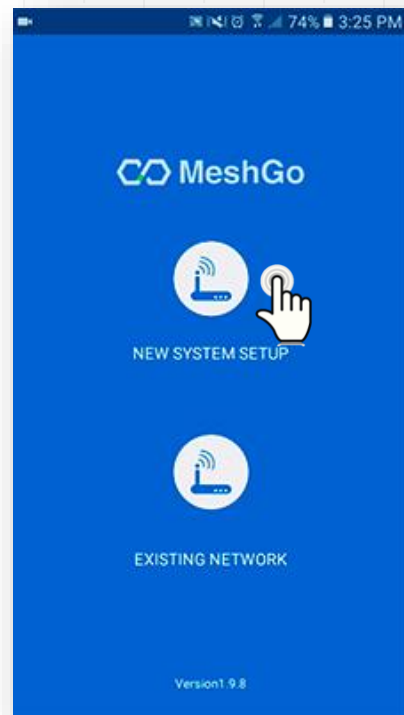 74% 3:25 PM
MeshGo
NEW SYSTEM SETUP
EXISTING NETWORK
Version1.9.8